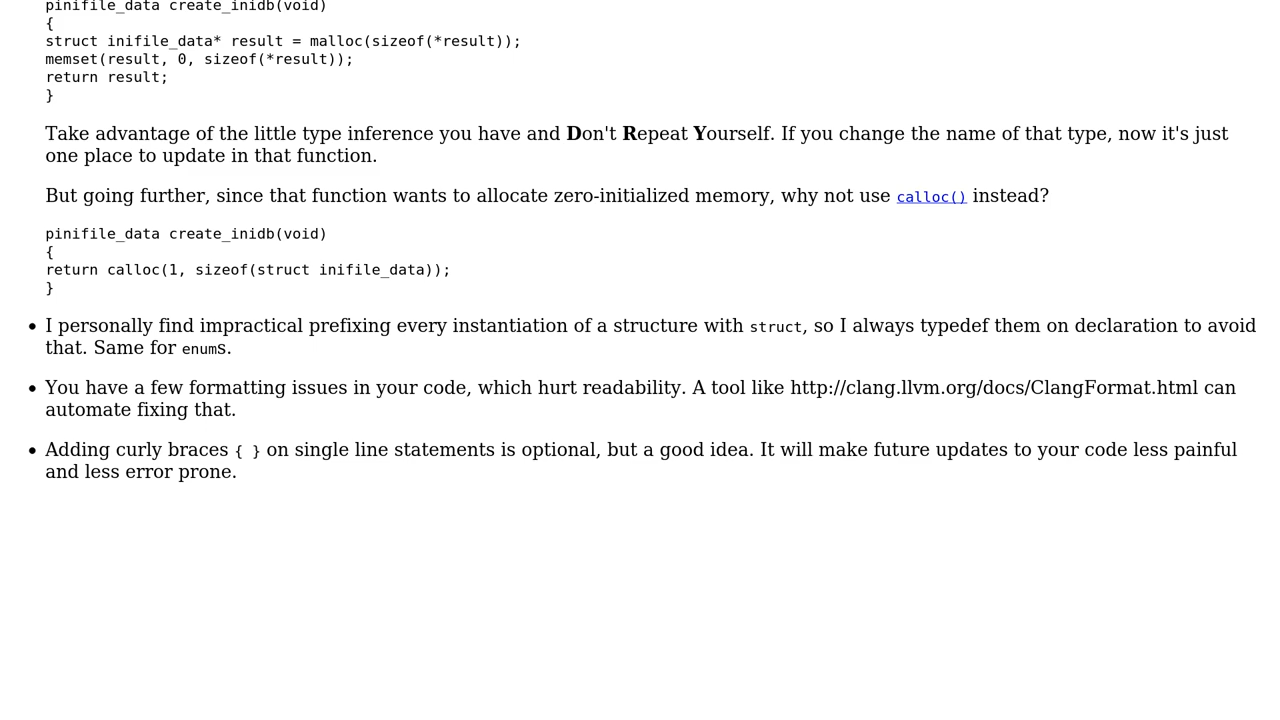 pinifile_data create_inidb(void)
{
struct inifile_data* result = malloc(sizeof(*result));
memset(result, 0, sizeof(*result));
return result;
}
Take advantage of the little type inference you have and Don't Repeat Yourself. If you change the name of that type, now it's just
one place to update in that function.
But going further, since that function wants to allocate zero-initialized memory, why not use calloc() instead?
pinifile_data create_inidb(void)
{
return calloc(1, sizeof(struct inifile_data));
}
• I personally find impractical prefixing every instantiation of a structure with struct, so I always typedef them on declaration to avoid
that. Same for enums.
• You have a few formatting issues in your code, which hurt readability. A tool like http://clang.llvm.org/docs/ClangFormat.html can
automate fixing that.
• Adding curly braces { } on single line statements is optional, but a good idea. It will make future updates to your code less painful
and less error prone.